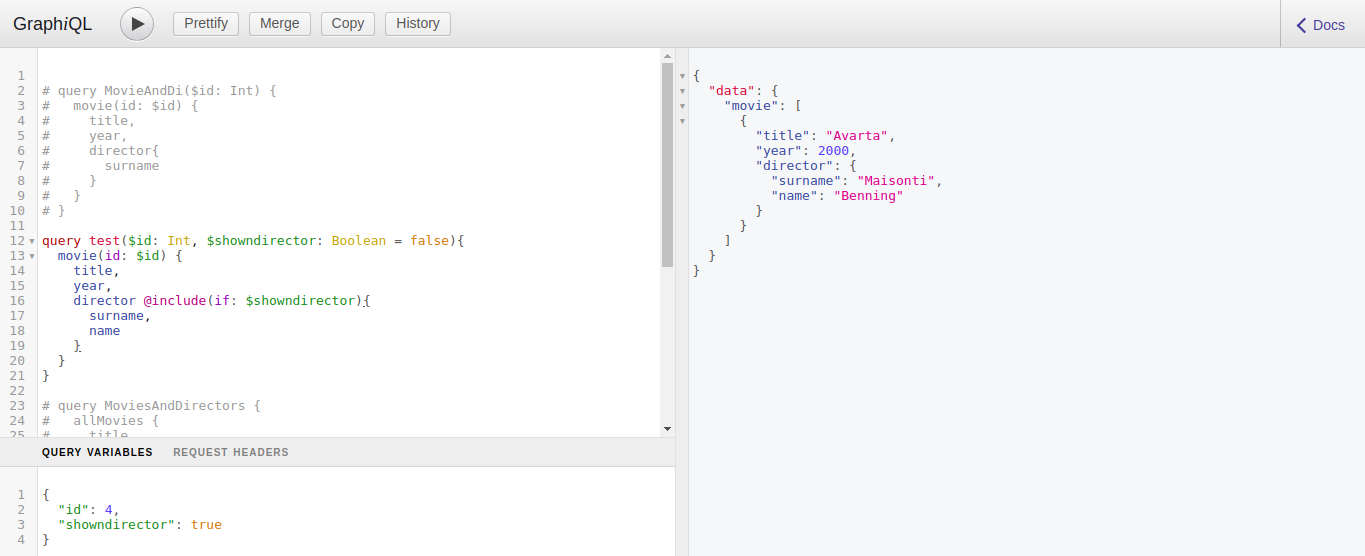 GraphiQL
Prettify Merge Copy History
Docs
1
2 # query MovieAndDi($id: Int) {
3 #   movie(id: $id) {
4 #     title,
5 #     year,
6 #     director{
7 #       surname
8 #     }
9 #   }
10 # }
11
12 query test($id: Int, $showndirector: Boolean = false){
13   movie(id: $id) {
14     title,
15     year,
16     director @include(if: $showndirector){
17       surname,
18       name
19     }
20   }
21 }
22
23 # query MoviesAndDirectors {
24 #   allMovies {
25 #     title
QUERY VARIABLES REQUEST HEADERS
1 {
2   "id": 4,
3   "showndirector": true
4 }
{
  "data": {
    "movie": [
      {
        "title": "Avarta",
        "year": 2000,
        "director": {
          "surname": "Maisonti",
          "name": "Benning"
        }
      }
    ]
  }
}